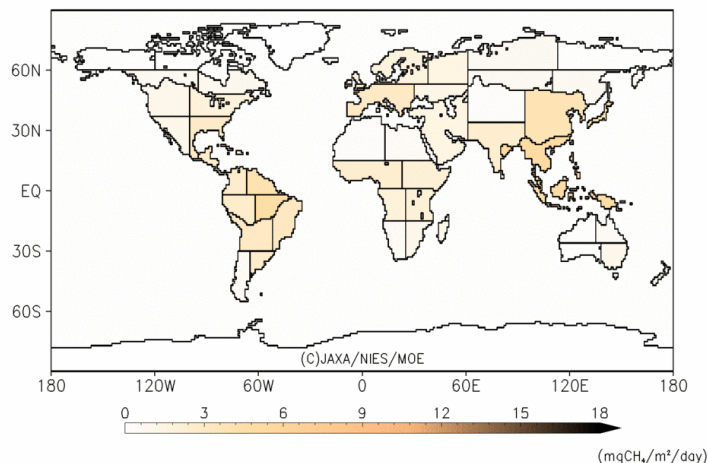 60N
30N
EQ
30S
60S
(C)JAXA/NIES/MOE
180 120W 60W 0 60E 120E 180
0 3 6 9 12 15 18
(mgCH₄/m²/day)